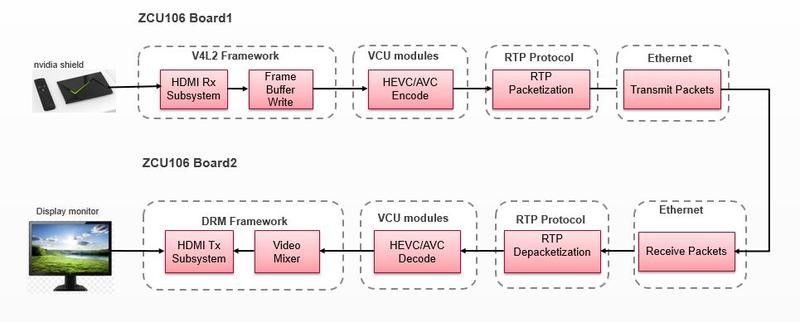 ZCU106 Board1
nvidia shield
V4L2 Framework
HDMI Rx
Subsystem
Frame
Buffer
Write
VCU modules
HEVC/AVC
Encode
RTP Protocol
RTP
Packetization
Ethernet
Transmit Packets
ZCU106 Board2
Display monitor
DRM Framework
HDMI Tx
Subsystem
Video
Mixer
VCU modules
HEVC/AVC
Decode
RTP Protocol
RTP
Depacketization
Ethernet
Receive Packets